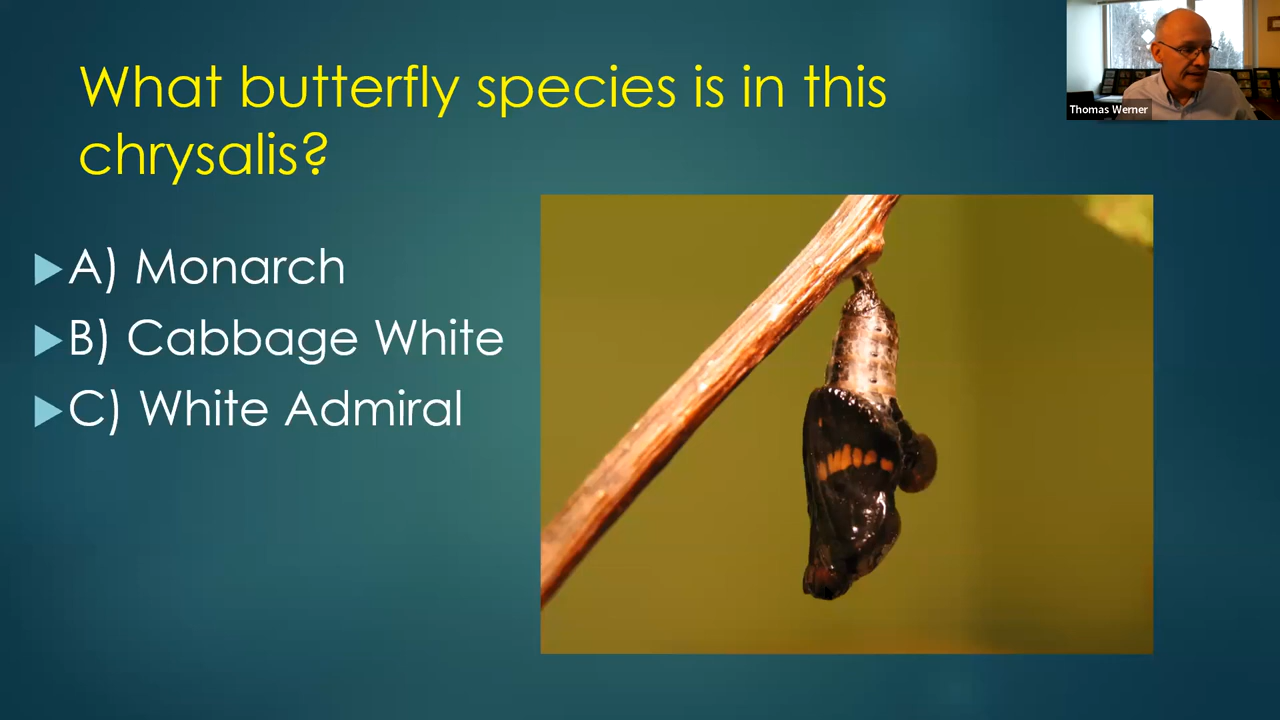 What butterfly species is in this
chrysalis?
Thomas Werner
A) Monarch
B) Cabbage White
C) White Admiral